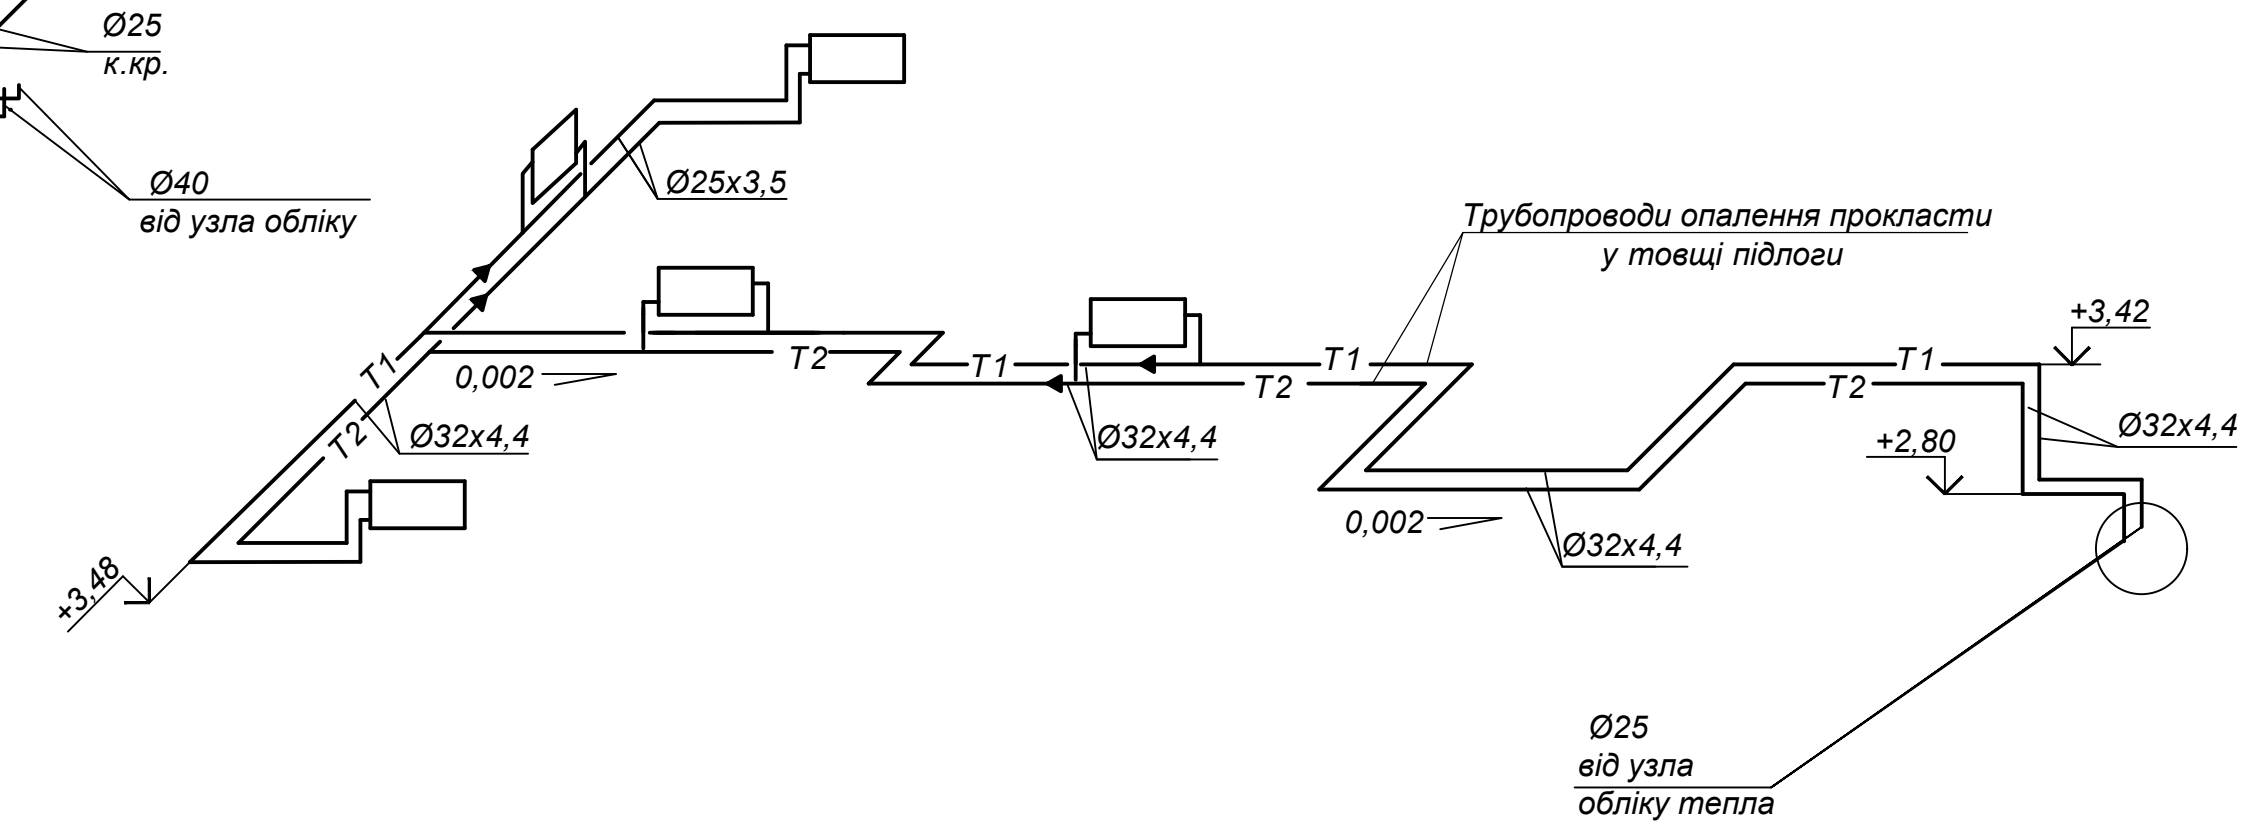 Ø25
к.кр.
Ø40
від узла обліку
Ø25х3,5
Трубопроводи опалення прокласти
у товщі підлоги
+3,42
T1
T2
0,002
T2
T1
T1
T2
T1
T2
T2
Ø32х4,4
Ø32х4,4
+2,80
Ø32х4,4
0,002
Ø32х4,4
+3,48
Ø25
від узла
обліку тепла